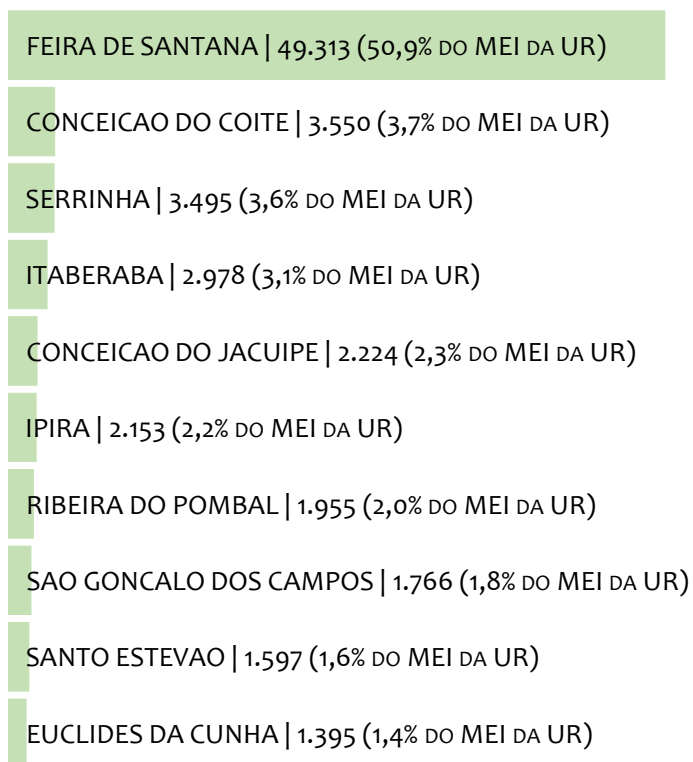 FEIRA DE SANTANA | 49.313 (50,9% DO MEI DA UR)
CONCEICAO DO COITE | 3.550 (3,7% DO MEI DA UR)
SERRINHA | 3.495 (3,6% DO MEI DA UR)
ITABERABA | 2.978 (3,1% DO MEI DA UR)
CONCEICAO DO JACUIPE | 2.224 (2,3% DO MEI DA UR)
IPIRA | 2.153 (2,2% DO MEI DA UR)
RIBEIRA DO POMBAL | 1.955 (2,0% DO MEI DA UR)
SAO GONCALO DOS CAMPOS | 1.766 (1,8% DO MEI DA UR)
SANTO ESTEVAO | 1.597 (1,6% DO MEI DA UR)
EUCLIDES DA CUNHA | 1.395 (1,4% DO MEI DA UR)